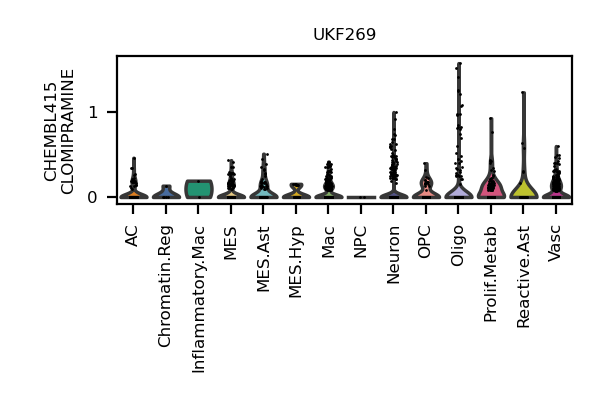 UKF269
CHEMBL415
CLOMIPRAMINE
1
0
AC
Chromatin.Reg
Inflammatory.Mac
MES
MES.Ast
MES.Hyp
Mac
NPC
Neuron
OPC
Oligo
Prolif.Metab
Reactive.Ast
Vasc